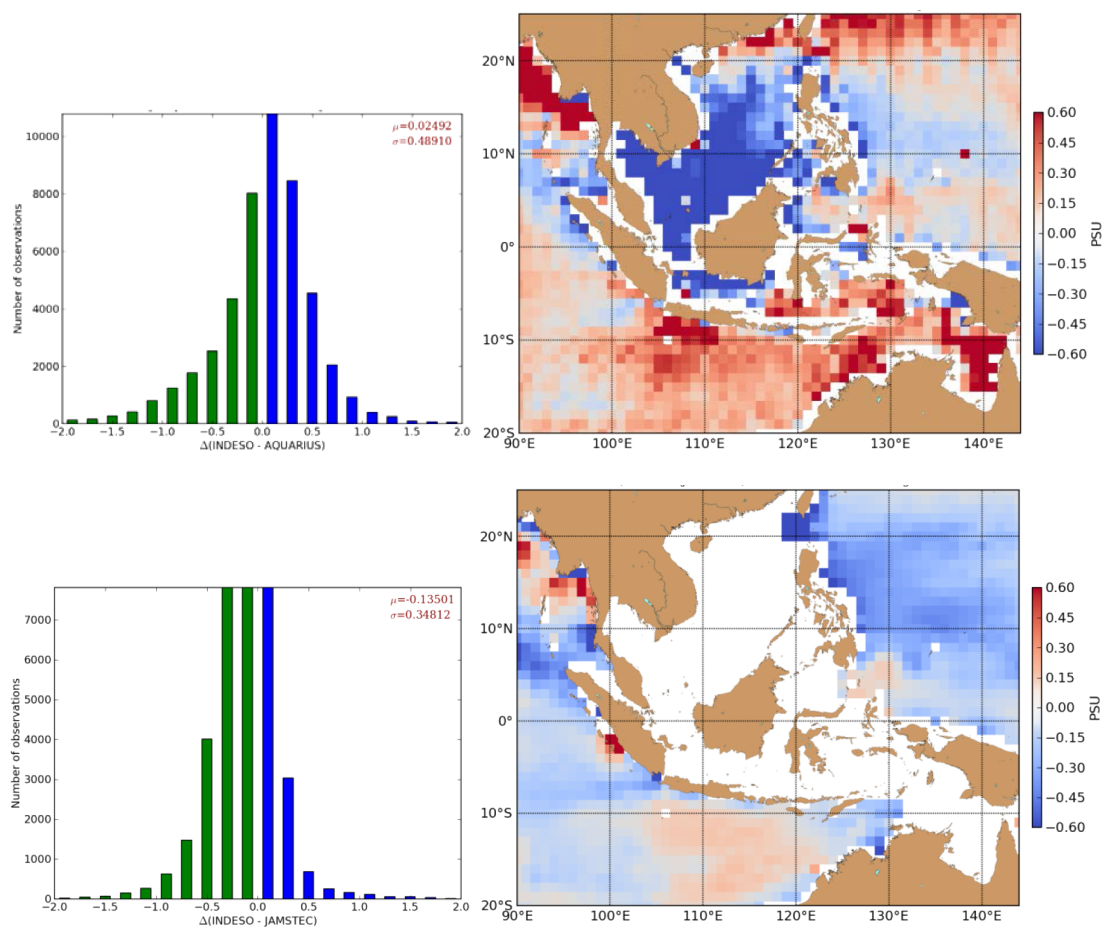 μ=0.02492
σ=0.48910
10000
8000
6000
4000
2000
0
Number of observations
−2.0 −1.5 −1.0 −0.5 0.0 0.5 1.0 1.5 2.0
Δ(INDESO - AQUARIUS)
20°N
10°N
0°
10°S
20°S
90°E 100°E 110°E 120°E 130°E 140°E
0.60
0.45
0.30
0.15
0.00
−0.15
−0.30
−0.45
−0.60
PSU
μ=-0.13501
σ=0.34812
7000
6000
5000
4000
3000
2000
1000
0
Number of observations
−2.0 −1.5 −1.0 −0.5 0.0 0.5 1.0 1.5 2.0
Δ(INDESO - JAMSTEC)
20°N
10°N
0°
10°S
20°S
90°E 100°E 110°E 120°E 130°E 140°E
0.60
0.45
0.30
0.15
0.00
−0.15
−0.30
−0.45
−0.60
PSU